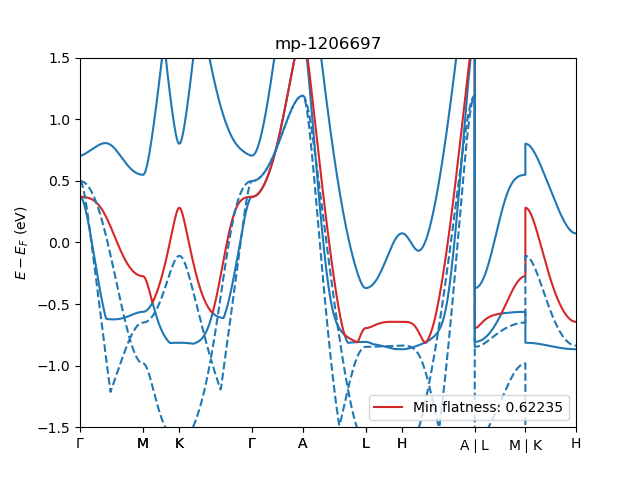 mp-1206697
E − E_F (eV)
1.5
1.0
0.5
0.0
−0.5
−1.0
−1.5
Min flatness: 0.62235
Γ M K Γ A L H A | L M | K H